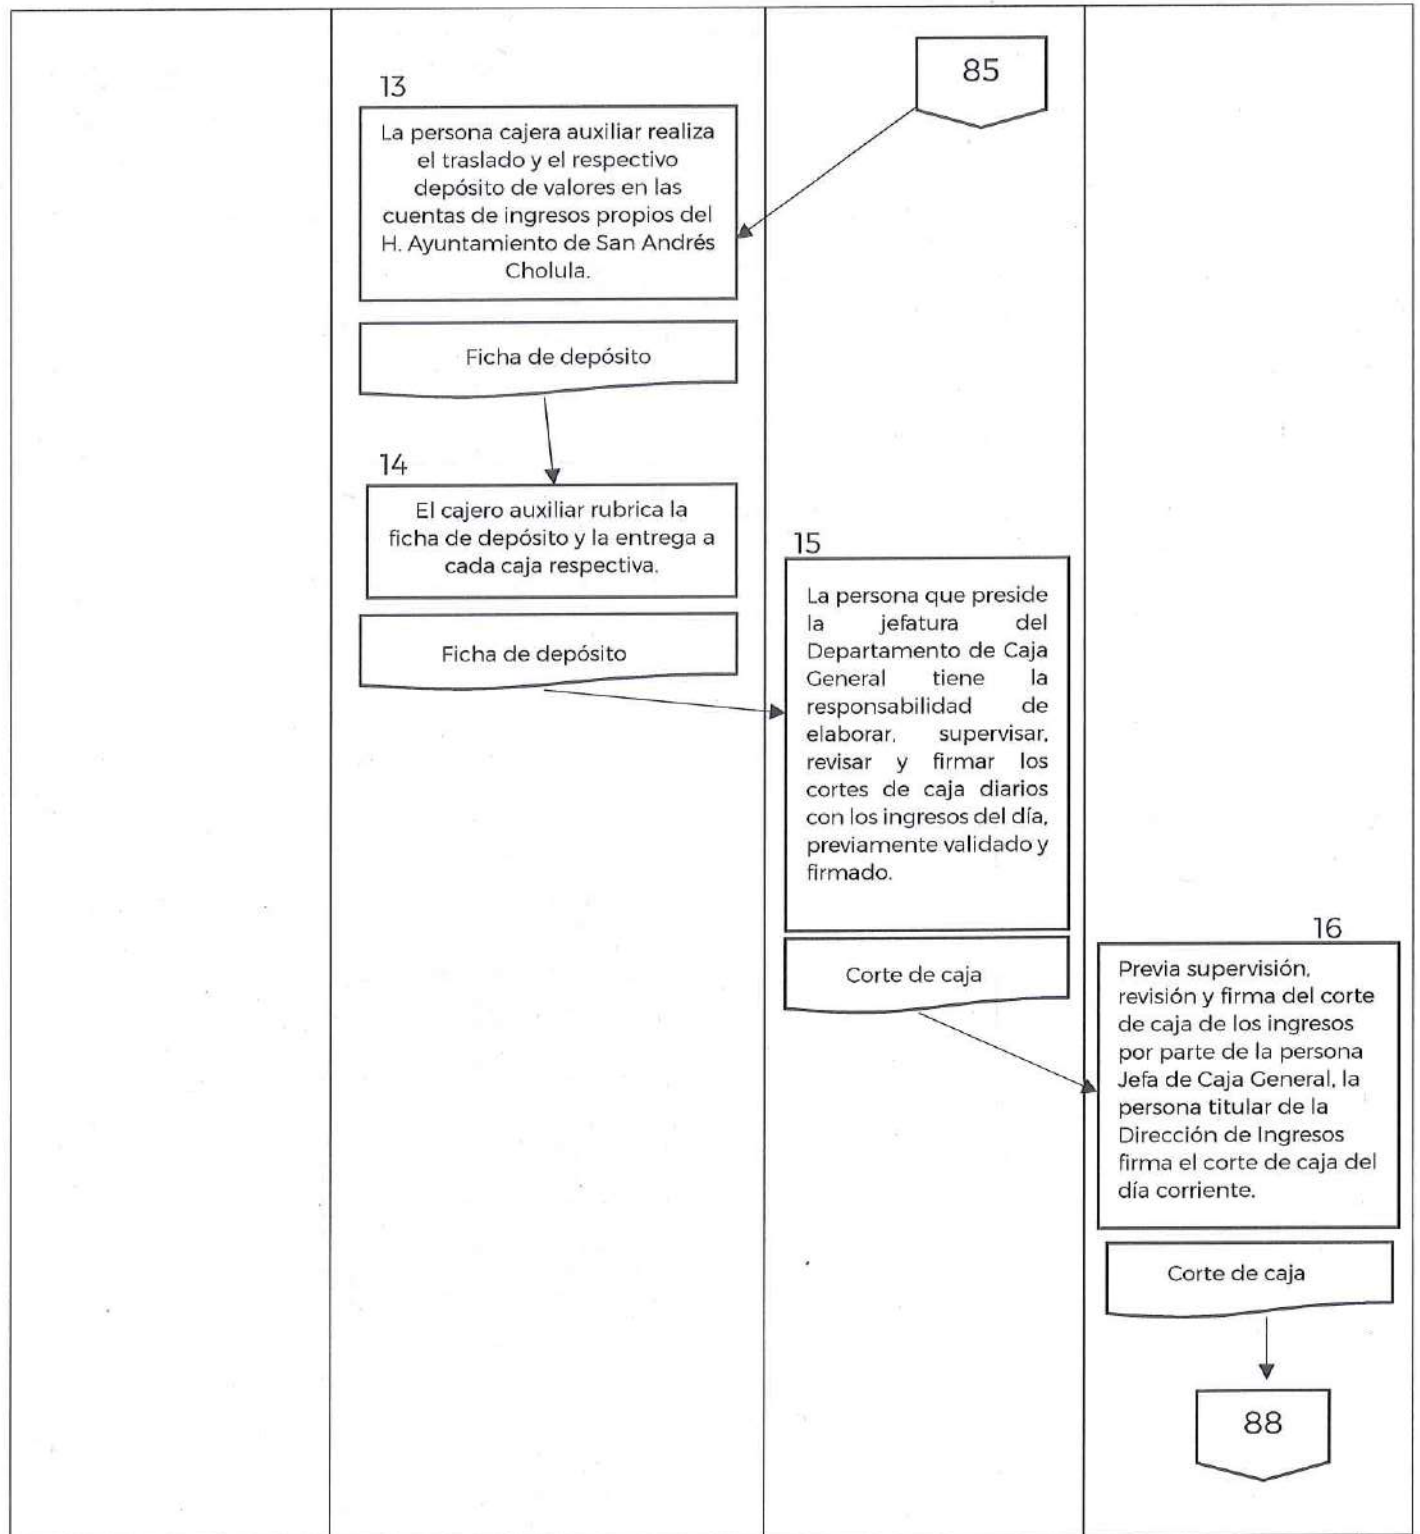 85
13
La persona cajera auxiliar realiza
el traslado y el respectivo
depósito de valores en las
cuentas de ingresos propios del
H. Ayuntamiento de San Andrés
Cholula.
Ficha de depósito
14
El cajero auxiliar rubrica la
ficha de depósito y la entrega a
cada caja respectiva.
Ficha de depósito
15
La persona que preside
la jefatura del
Departamento de Caja
General tiene la
responsabilidad de
elaborar, supervisar,
revisar y firmar los
cortes de caja diarios
con los ingresos del día,
previamente validado y
firmado.
Corte de caja
16
Previa supervisión,
revisión y firma del corte
de caja de los ingresos
por parte de la persona
Jefa de Caja General, la
persona titular de la
Dirección de Ingresos
firma el corte de caja del
día corriente.
Corte de caja
88